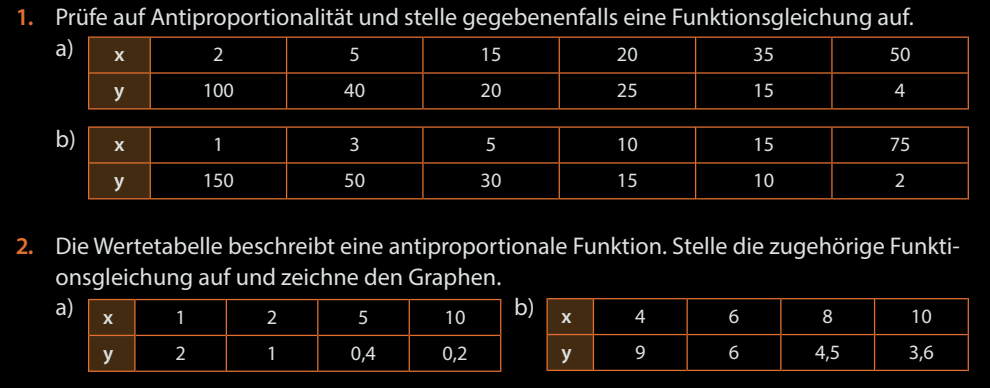 1. Prüfe auf Antiproportionalität und stelle gegebenenfalls eine Funktionsgleichung auf.
a)
x 2 5 15 20 35 50
y 100 40 20 25 15 4
b)
x 1 3 5 10 15 75
y 150 50 30 15 10 2
2. Die Wertetabelle beschreibt eine antiproportionale Funktion. Stelle die zugehörige Funkti-
onsgleichung auf und zeichne den Graphen.
a)
x 1 2 5 10
y 2 1 0,4 0,2
b)
x 4 6 8 10
y 9 6 4,5 3,6